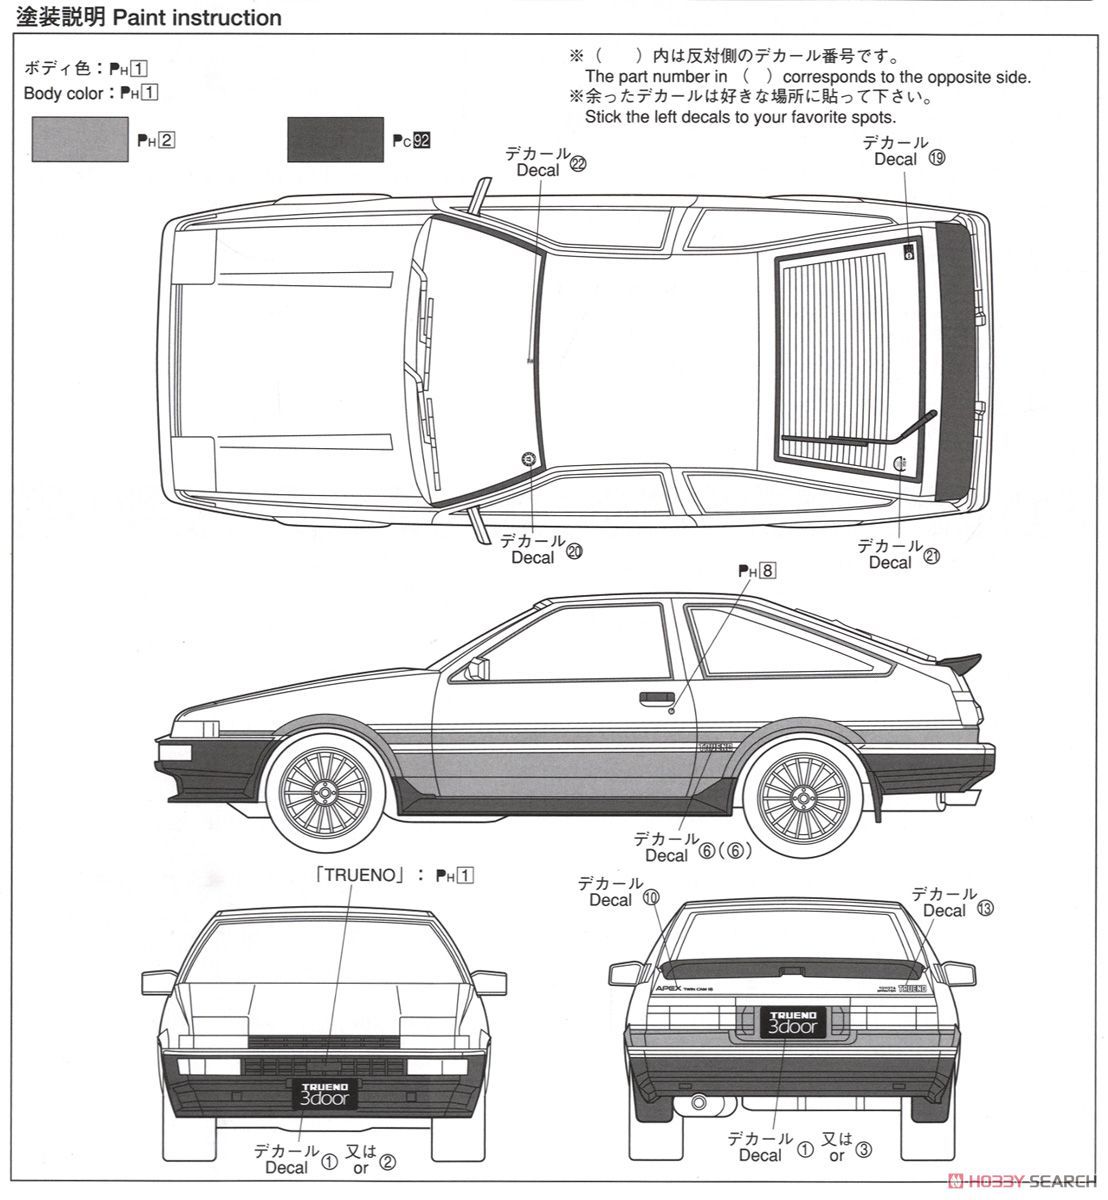 塗装説明 Paint instruction
ボディ色：PH1
Body color：PH1
PH2
PC92
※（　）内は反対側のデカール番号です。
The part number in （ ）corresponds to the opposite side.
※余ったデカールは好きな場所に貼って下さい。
Stick the left decals to your favorite spots.
デカール
Decal ㉒
デカール
Decal ⑲
デカール
Decal ⑳
デカール
Decal ㉑
PH8
デカール
Decal ⑥(⑥)
「TRUENO」：PH1
デカール
Decal ⑩
デカール
Decal ⑬
APEX TWIN CAM 16
TRUENO
TRUENO
3door
TRUENO
3door
デカール 又は
Decal ① or ②
デカール 又は
Decal ① or ③
HOBBY-SEARCH